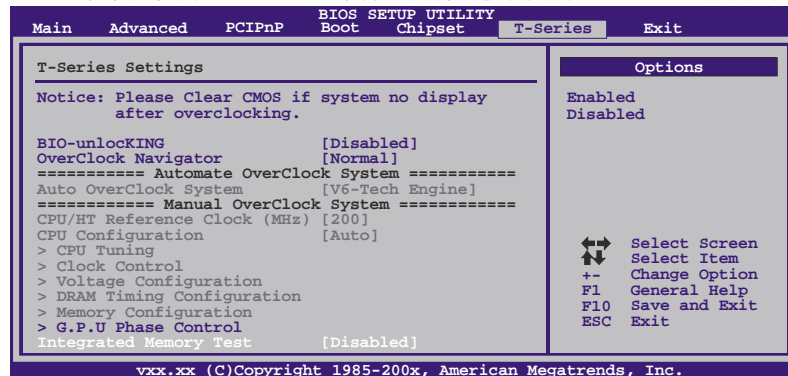 BIOS SETUP UTILITY
Main Advanced PCIPnP Boot Chipset T-Series Exit
T-Series Settings
Notice: Please Clear CMOS if system no display
after overclocking.
BIO-unlocKING [Disabled]
OverClock Navigator [Normal]
=========== Automate OverClock System ===========
Auto OverClock System [V6-Tech Engine]
============ Manual OverClock System ============
CPU/HT Reference Clock (MHz) [200]
CPU Configuration [Auto]
> CPU Tuning
> Clock Control
> Voltage Configuration
> DRAM Timing Configuration
> Memory Configuration
> G.P.U Phase Control
Integrated Memory Test [Disabled]
Options
Enabled
Disabled
Select Screen
Select Item
+- Change Option
F1 General Help
F10 Save and Exit
ESC Exit
vxx.xx (C)Copyright 1985-200x, American Megatrends, Inc.